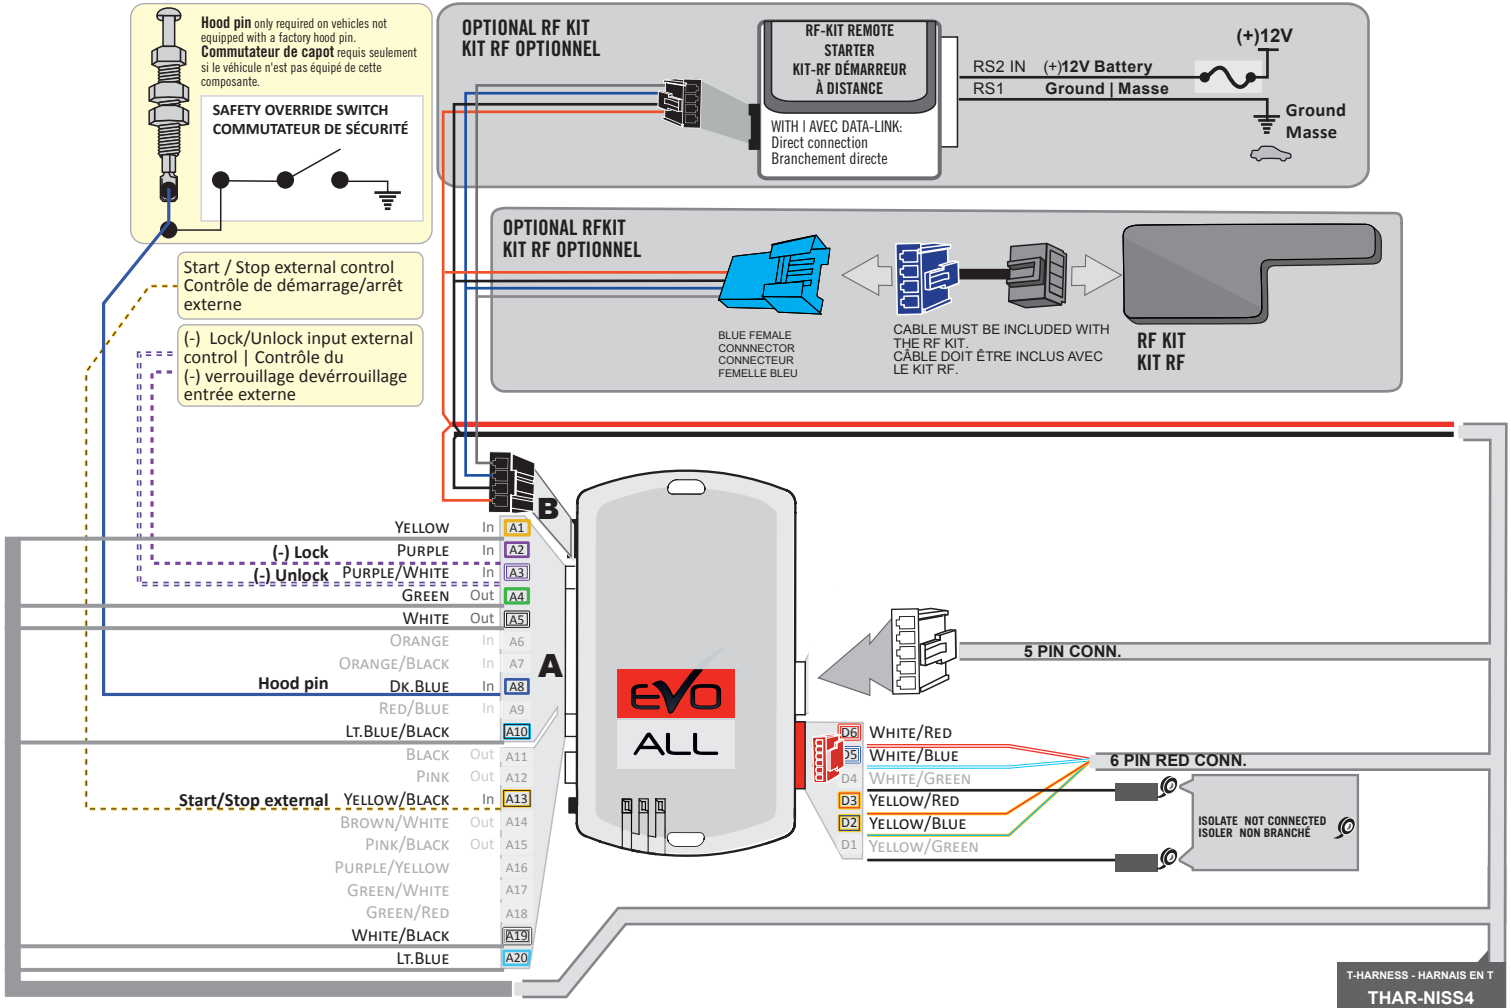 Hood pin only required on vehicles not
equipped with a factory hood pin.
Commutateur de capot requis seulement
si le véhicule n'est pas équipé de cette
composante.
SAFETY OVERRIDE SWITCH
COMMUTATEUR DE SÉCURITÉ
Start / Stop external control
Contrôle de démarrage/arrêt
externe
(-) Lock/Unlock input external
control | Contrôle du
(-) verrouillage devérrouillage
entrée externe
OPTIONAL RF KIT
KIT RF OPTIONNEL
RF-KIT REMOTE
STARTER
KIT-RF DÉMARREUR
À DISTANCE
WITH | AVEC DATA-LINK:
Direct connection
Branchement directe
(+)12V
RS2 IN (+)12V Battery
RS1 Ground | Masse
Ground
Masse
OPTIONAL RFKIT
KIT RF OPTIONNEL
BLUE FEMALE
CONNNECTOR
CONNECTEUR
FEMELLE BLEU
CABLE MUST BE INCLUDED WITH
THE RF KIT.
CÂBLE DOIT ÊTRE INCLUS AVEC
LE KIT RF.
RF KIT
KIT RF
B
A
YELLOW In A1
(-) Lock PURPLE In A2
(-) Unlock PURPLE/WHITE In A3
GREEN Out A4
WHITE Out A5
ORANGE In A6
ORANGE/BLACK In A7
Hood pin DK.BLUE In A8
RED/BLUE In A9
LT.BLUE/BLACK A10
BLACK Out A11
PINK Out A12
Start/Stop external YELLOW/BLACK In A13
BROWN/WHITE Out A14
PINK/BLACK Out A15
PURPLE/YELLOW A16
GREEN/WHITE A17
GREEN/RED A18
WHITE/BLACK A19
LT.BLUE A20
EVO
ALL
5 PIN CONN.
D6 WHITE/RED
D5 WHITE/BLUE
D4 WHITE/GREEN
D3 YELLOW/RED
D2 YELLOW/BLUE
D1 YELLOW/GREEN
6 PIN RED CONN.
ISOLATE NOT CONNECTED
ISOLER NON BRANCHÉ
T-HARNESS - HARNAIS EN T
THAR-NISS4